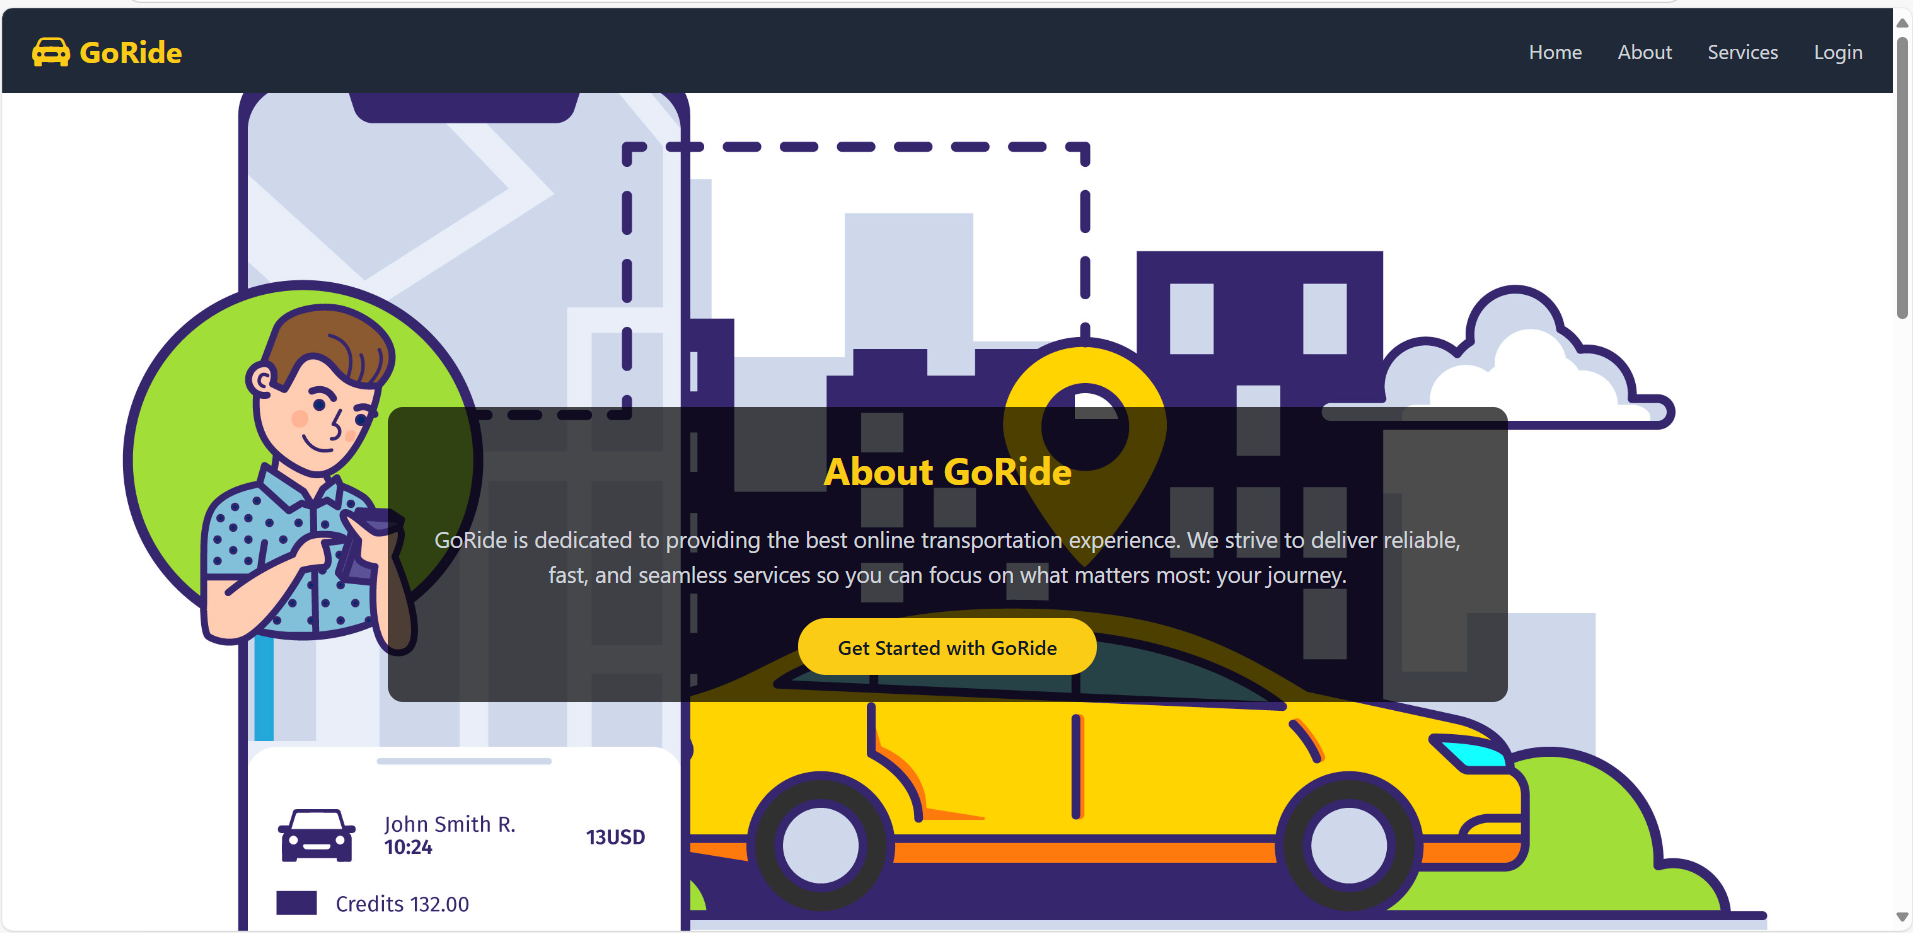 GoRide
Home About Services Login
About GoRide
GoRide is dedicated to providing the best online transportation experience. We strive to deliver reliable,
fast, and seamless services so you can focus on what matters most: your journey.
Get Started with GoRide
John Smith R.
10:24
13USD
Credits 132.00